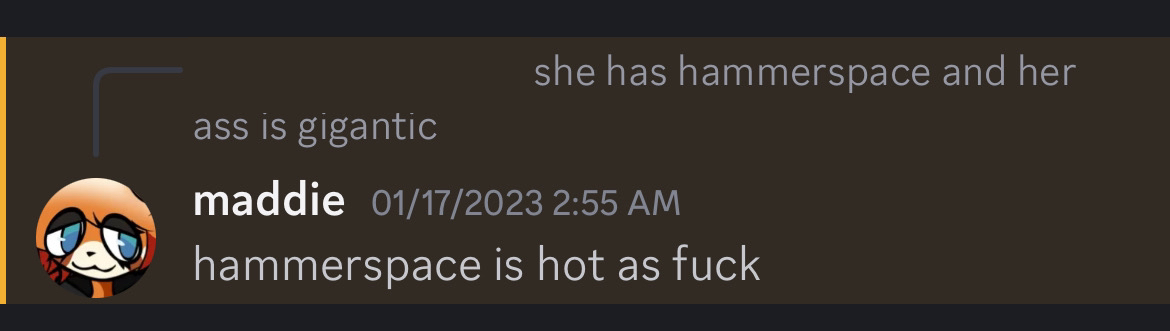 she has hammerspace and her
ass is gigantic
maddie 01/17/2023 2:55 AM
hammerspace is hot as fuck